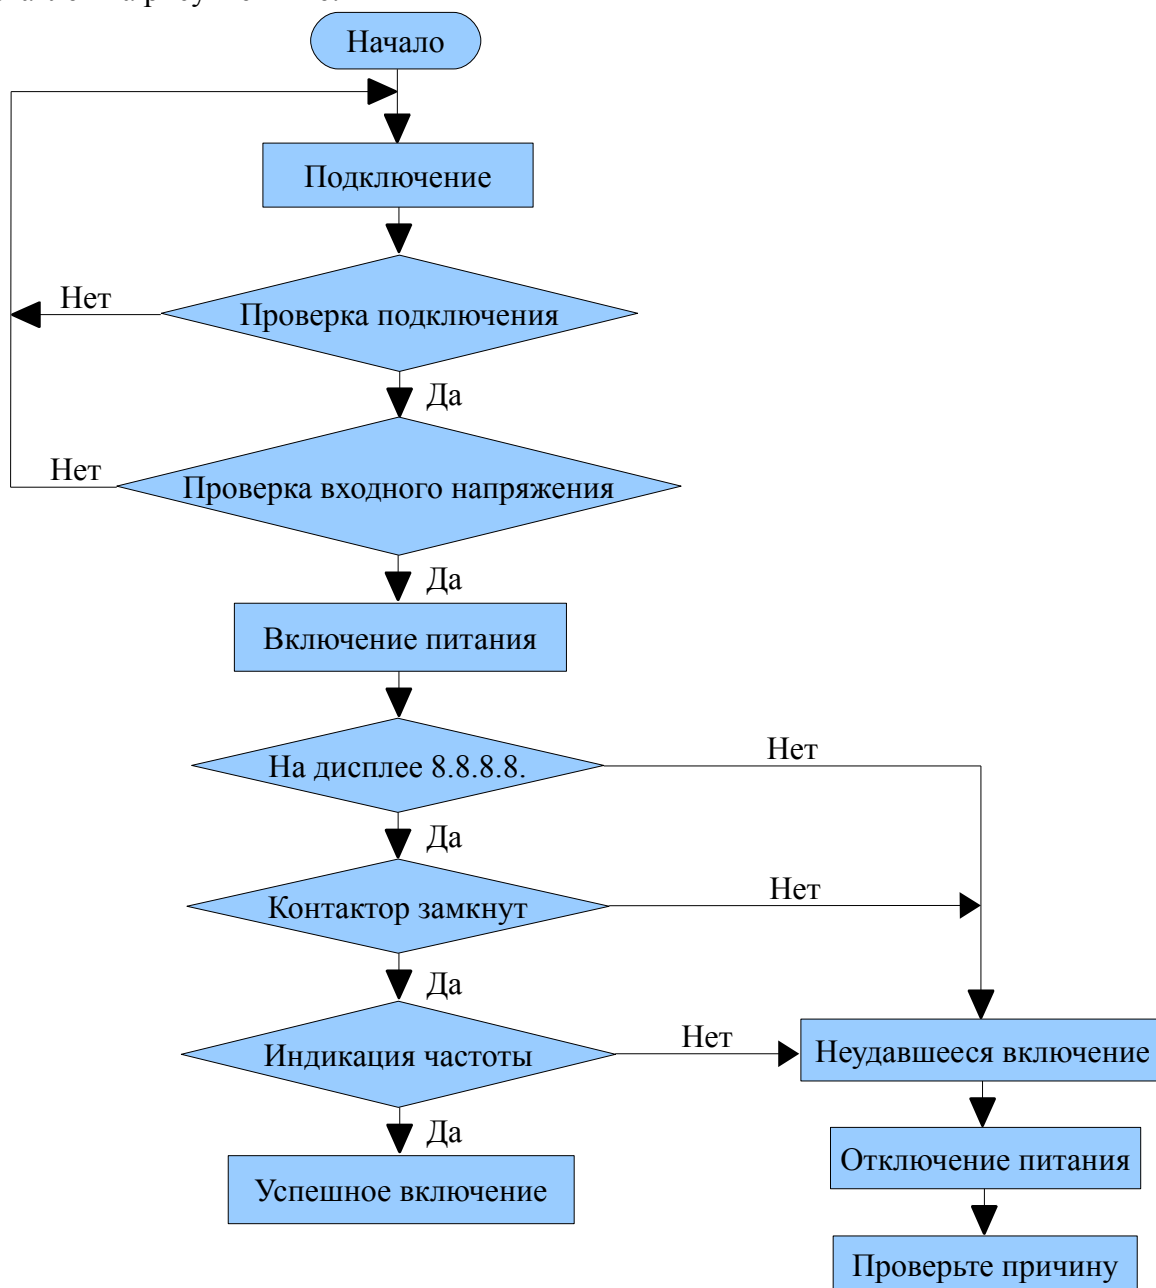 Начало
Подключение
Нет
Проверка подключения
Да
Нет
Проверка входного напряжения
Да
Включение питания
На дисплее 8.8.8.8.
Нет
Да
Контактор замкнут
Нет
Да
Индикация частоты
Нет
Неудавшееся включение
Да
Отключение питания
Успешное включение
Проверьте причину